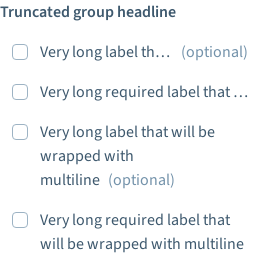 Truncated group headline
Very long label th... (optional)
Very long required label that ...
Very long label that will be
wrapped with
multiline (optional)
Very long required label that
will be wrapped with multiline